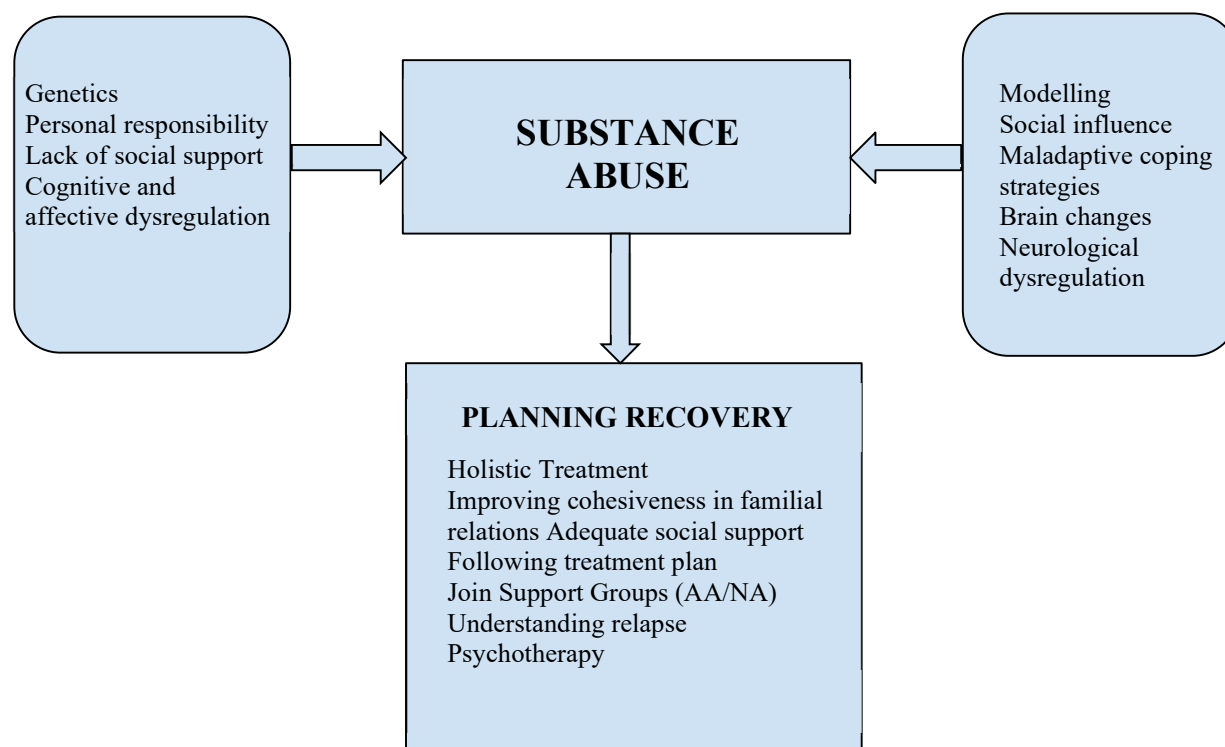 Genetics
Personal responsibility
Lack of social support
Cognitive and
affective dysregulation
SUBSTANCE
ABUSE
Modelling
Social influence
Maladaptive coping
strategies
Brain changes
Neurological
dysregulation
PLANNING RECOVERY
Holistic Treatment
Improving cohesiveness in familial
relations Adequate social support
Following treatment plan
Join Support Groups (AA/NA)
Understanding relapse
Psychotherapy